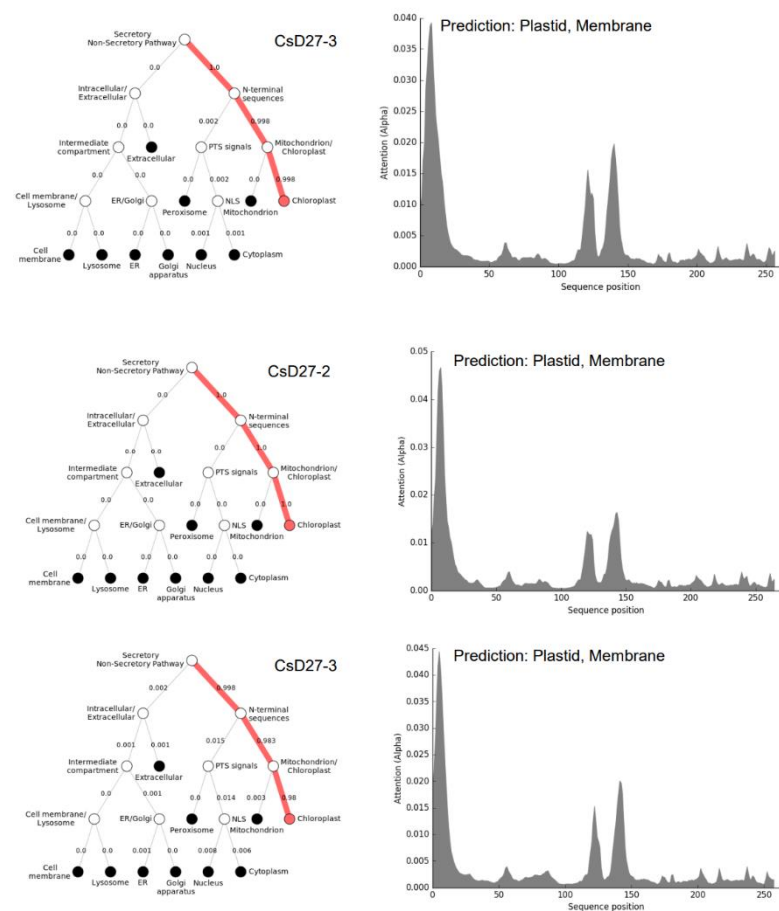 CsD27-3
Secretory
Non-Secretory Pathway
0.0
1.0
Intracellular/
Extracellular
N-terminal
sequences
0.0
0.0
0.002
0.998
Intermediate
compartment
Extracellular
PTS signals
Mitochondrion/
Chloroplast
0.0
0.0
0.0
0.002
0.0
0.998
Cell membrane/
Lysosome
ER/Golgi
Peroxisome
NLS
Mitochondrion
Chloroplast
0.0
0.0
0.0
0.0
0.001
0.001
Cell
membrane
Lysosome
ER
Golgi
apparatus
Nucleus
Cytoplasm
Prediction: Plastid, Membrane
Attention (Alpha)
0.040
0.035
0.030
0.025
0.020
0.015
0.010
0.005
0.000
0
50
100
150
200
250
Sequence position
CsD27-2
Secretory
Non-Secretory Pathway
0.0
1.0
Intracellular/
Extracellular
N-terminal
sequences
0.0
0.0
0.0
1.0
Intermediate
compartment
Extracellular
PTS signals
Mitochondrion/
Chloroplast
0.0
0.0
0.0
0.0
0.0
1.0
Cell membrane/
Lysosome
ER/Golgi
Peroxisome
NLS
Mitochondrion
Chloroplast
0.0
0.0
0.0
0.0
0.0
0.0
Cell
membrane
Lysosome
ER
Golgi
apparatus
Nucleus
Cytoplasm
Prediction: Plastid, Membrane
Attention (Alpha)
0.05
0.04
0.03
0.02
0.01
0.00
0
50
100
150
200
250
Sequence position
CsD27-3
Secretory
Non-Secretory Pathway
0.002
0.998
Intracellular/
Extracellular
N-terminal
sequences
0.001
0.001
0.015
0.983
Intermediate
compartment
Extracellular
PTS signals
Mitochondrion/
Chloroplast
0.0
0.001
0.0
0.014
0.003
0.98
Cell membrane/
Lysosome
ER/Golgi
Peroxisome
NLS
Mitochondrion
Chloroplast
0.0
0.0
0.001
0.0
0.008
0.006
Cell
membrane
Lysosome
ER
Golgi
apparatus
Nucleus
Cytoplasm
Prediction: Plastid, Membrane
Attention (Alpha)
0.045
0.040
0.035
0.030
0.025
0.020
0.015
0.010
0.005
0.000
0
50
100
150
200
250
Sequence position